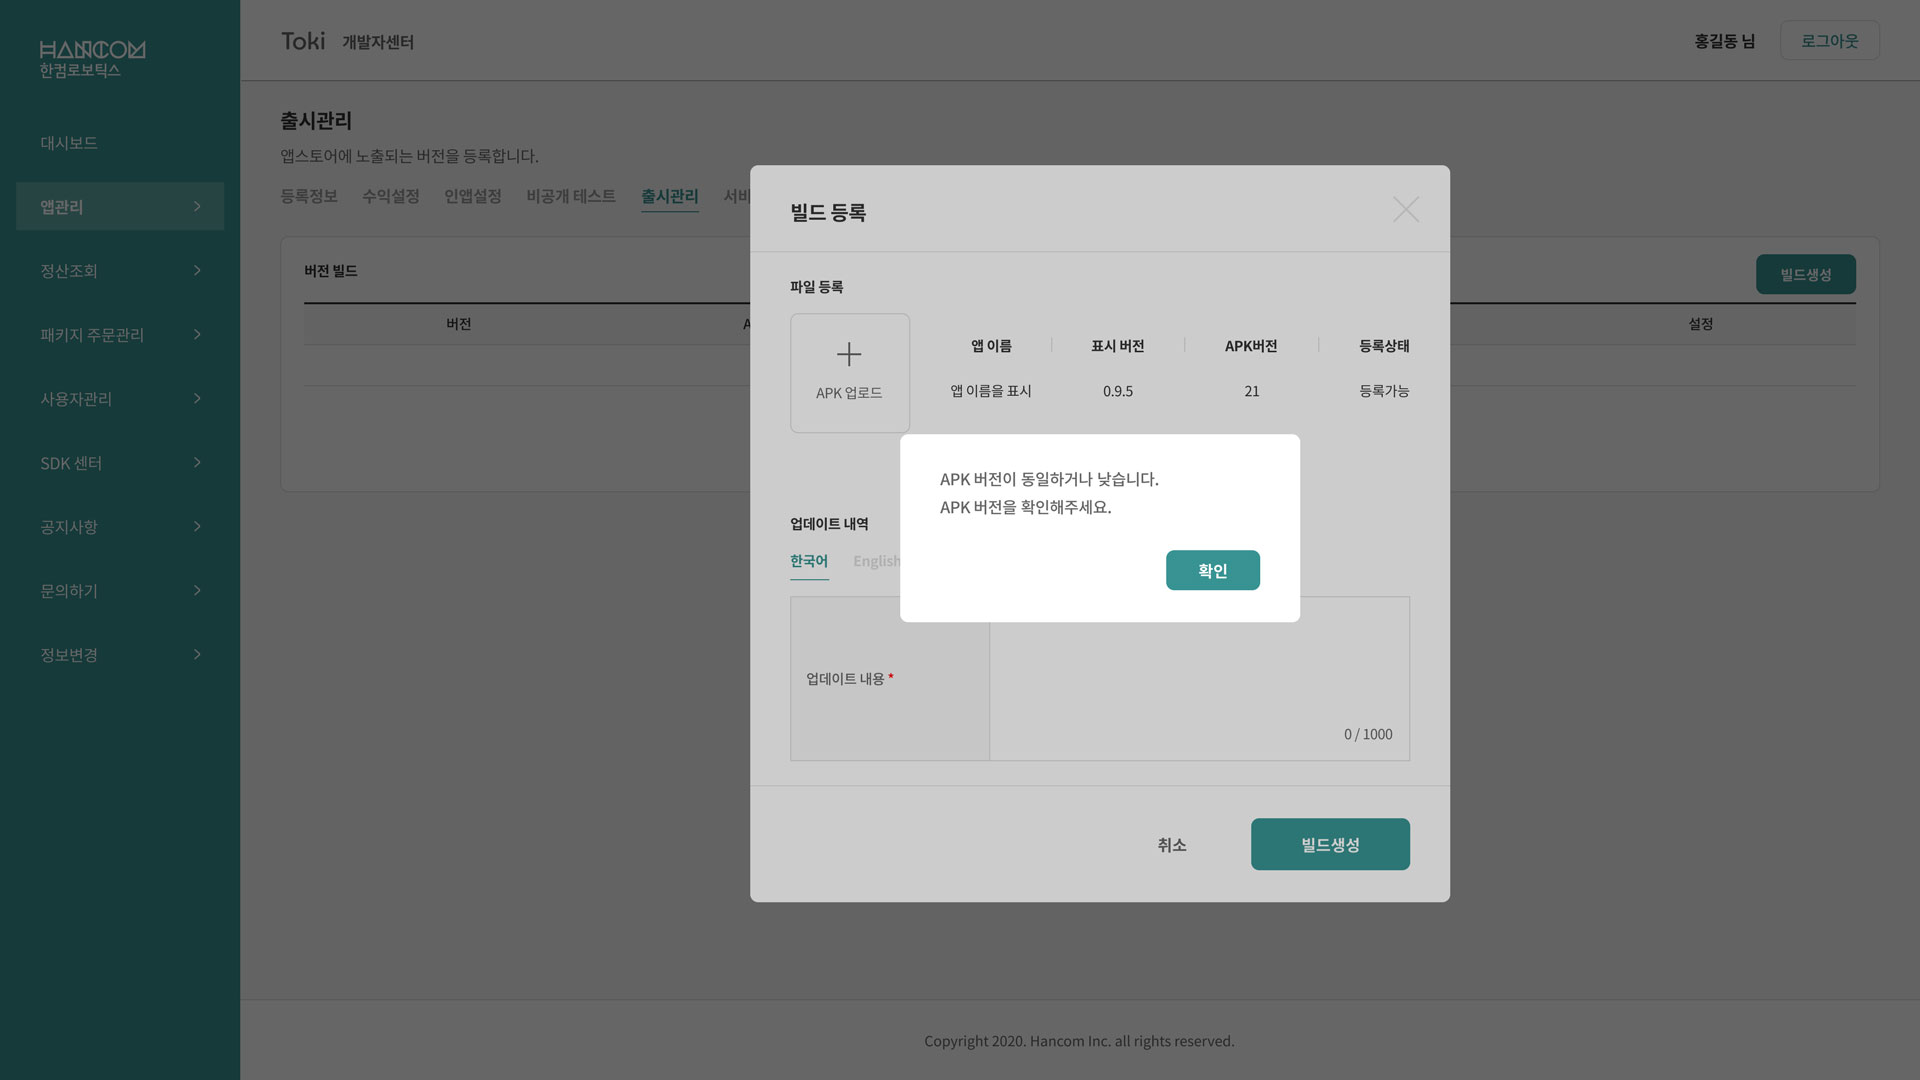 HANCOM
한컴로보틱스
대시보드
앱관리
정산조회
패키지 주문관리
사용자관리
SDK 센터
공지사항
문의하기
정보변경
Toki 개발자센터
홍길동 님
로그아웃
출시관리
앱스토어에 노출되는 버전을 등록합니다.
등록정보 수익설정 인앱설정 비공개 테스트 출시관리 서비
버전 빌드
빌드생성
버전 A 설정
빌드 등록
파일 등록
APK 업로드
앱 이름 표시 버전 APK버전 등록상태
앱 이름을 표시 0.9.5 21 등록가능
APK 버전이 동일하거나 낮습니다.
APK 버전을 확인해주세요.
확인
업데이트 내역
한국어 English
업데이트 내용 *
0 / 1000
취소 빌드생성
Copyright 2020. Hancom Inc. all rights reserved.